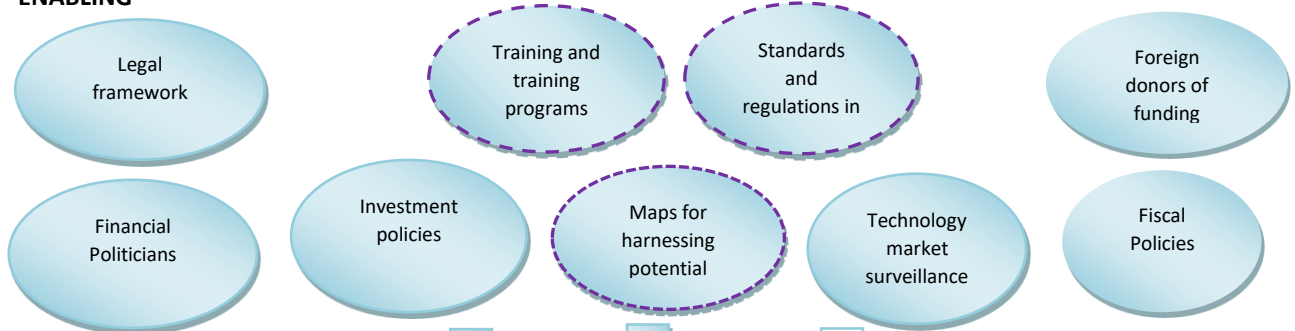 ENABLING
Legal
framework
Training and
training
programs
Standards
and
regulations in
Foreign
donors of
funding
Financial
Politicians
Investment
policies
Maps for
harnessing
potential
Technology
market
surveillance
Fiscal
Policies